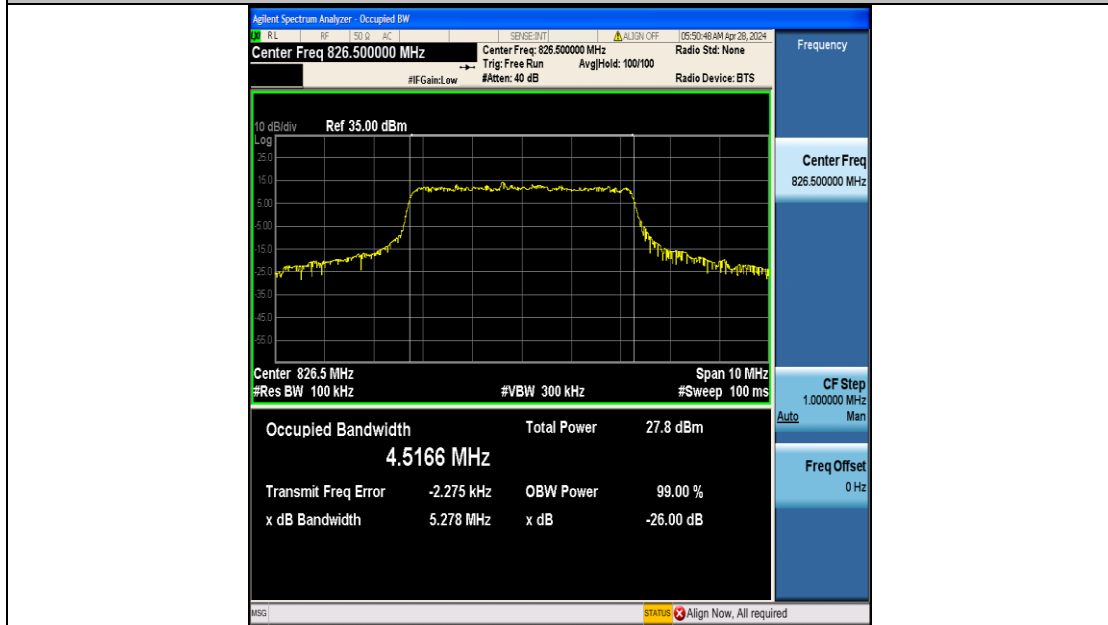 Agilent Spectrum Analyzer - Occupied BW
RL RF 50 Ω AC SENSE:INT ALIGN OFF 05:50:48 AM Apr 28, 2024
Center Freq 826.500000 MHz
Center Freq: 826.500000 MHz Radio Std: None
Trig: Free Run Avg|Hold: 100/100
#IFGain:Low #Atten: 40 dB Radio Device: BTS
10 dB/div Ref 35.00 dBm
Log
25.0
15.0
5.00
-5.00
-15.0
-25.0
-35.0
-45.0
-55.0
Center 826.5 MHz Span 10 MHz
#Res BW 100 kHz #VBW 300 kHz #Sweep 100 ms
Occupied Bandwidth Total Power 27.8 dBm
4.5166 MHz
Transmit Freq Error -2.275 kHz OBW Power 99.00 %
x dB Bandwidth 5.278 MHz x dB -26.00 dB
MSG STATUS Align Now, All required
Frequency
Center Freq
826.500000 MHz
CF Step
1.000000 MHz
Auto Man
Freq Offset
0 Hz